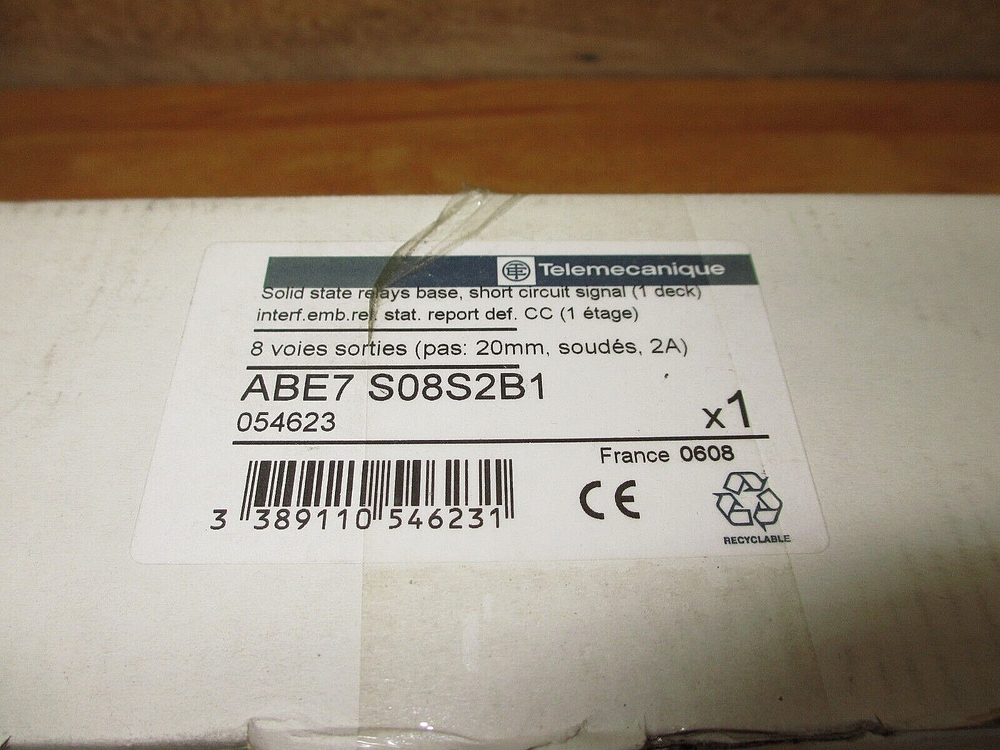 Telemecanique
Solid state relays base, short circuit signal (1 deck)
interf.emb.rel. stat. report def. CC (1 étage)
8 voies sorties (pas: 20mm, soudés, 2A)
ABE7 S08S2B1
054623
x1
France 0608
3 389110 546231
CE
RECYCLABLE